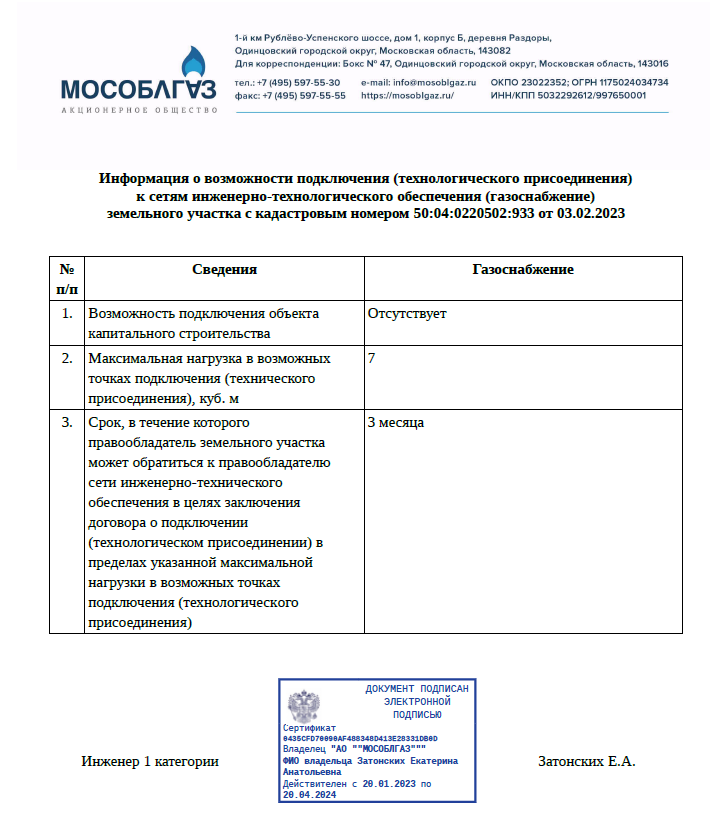 МОСОБЛГАЗ
АКЦИОНЕРНОЕ ОБЩЕСТВО
1-й км Рублёво-Успенского шоссе, дом 1, корпус Б, деревня Раздоры,
Одинцовский городской округ, Московская область, 143082
Для корреспонденции: Бокс № 47, Одинцовский городской округ, Московская область, 143016
тел.: +7 (495) 597-55-30 e-mail: info@mosoblgaz.ru ОКПО 23022352; ОГРН 1175024034734
факс: +7 (495) 597-55-55 https://mosoblgaz.ru/ ИНН/КПП 5032292612/997650001
Информация о возможности подключения (технологического присоединения)
к сетям инженерно-технологического обеспечения (газоснабжение)
земельного участка с кадастровым номером 50:04:0220502:933 от 03.02.2023
№ п/п Сведения Газоснабжение
1. Возможность подключения объекта Отсутствует
капитального строительства
2. Максимальная нагрузка в возможных 7
точках подключения (технического
присоединения), куб. м
3. Срок, в течение которого 3 месяца
правообладатель земельного участка
может обратиться к правообладателю
сети инженерно-технического
обеспечения в целях заключения
договора о подключении
(технологическом присоединении) в
пределах указанной максимальной
нагрузки в возможных точках
подключения (технологического
присоединения)
ДОКУМЕНТ ПОДПИСАН
ЭЛЕКТРОННОЙ
ПОДПИСЬЮ
Сертификат
0435CFD70090AF488348D413E28331DB0D
Владелец "АО ""МОСОБЛГАЗ"""
ФИО владельца Затонских Екатерина
Анатольевна
Действителен с 20.01.2023 по
20.04.2024
Инженер 1 категории Затонских Е.А.